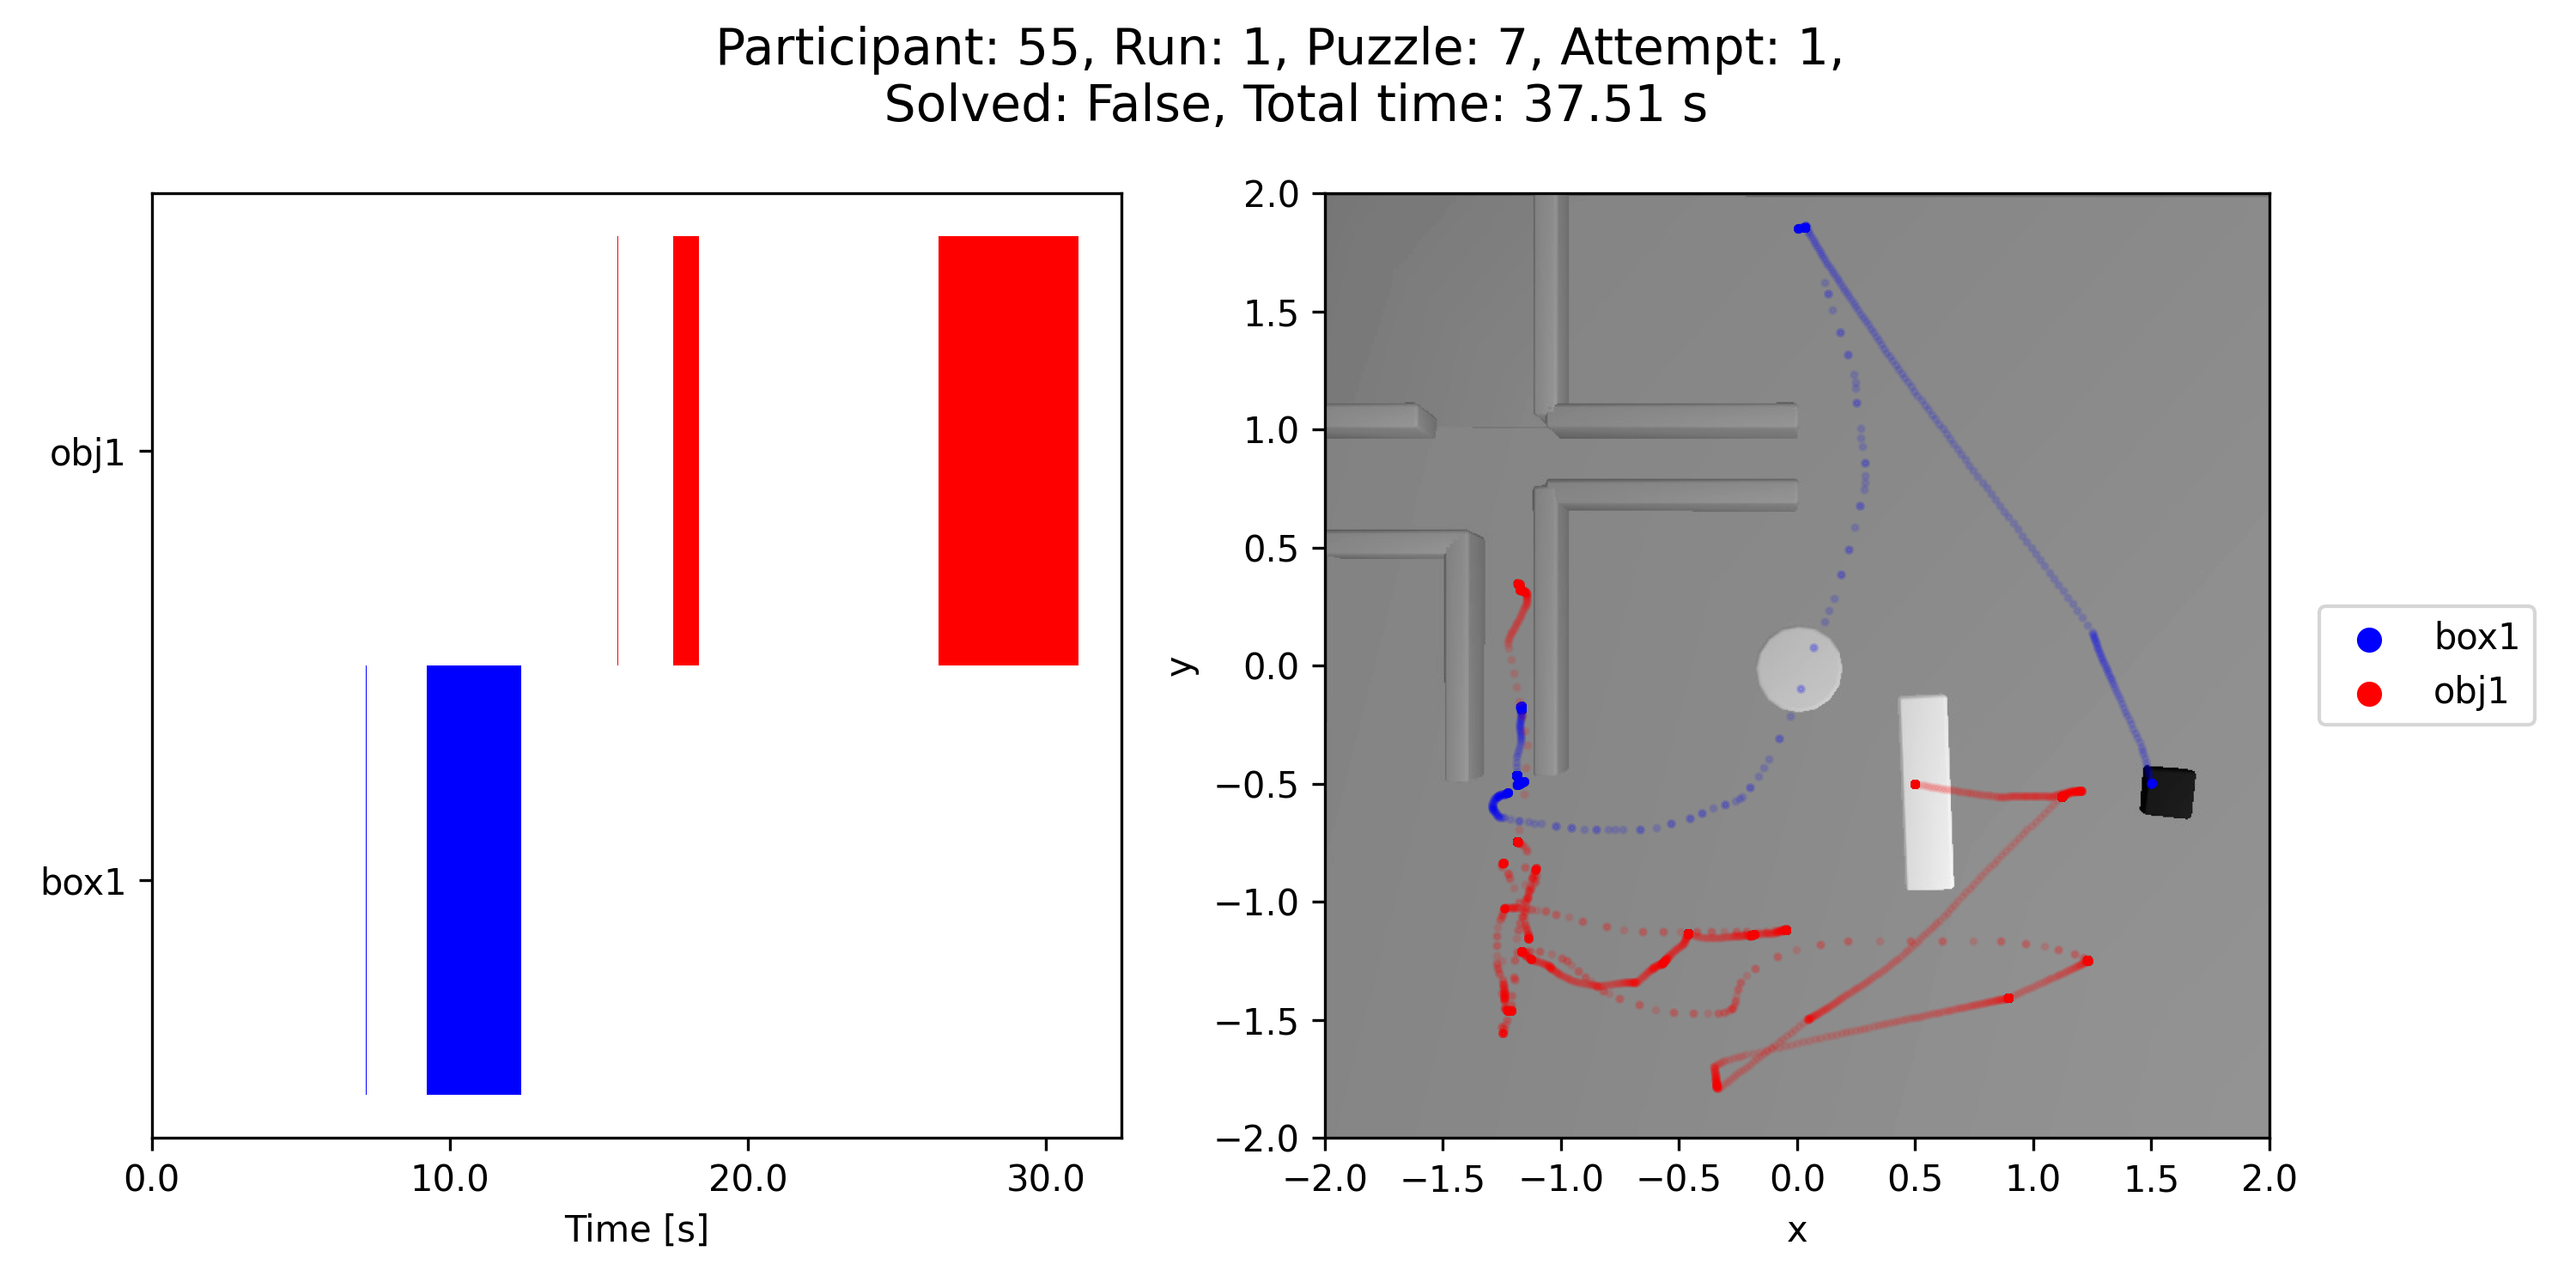 Participant: 55, Run: 1, Puzzle: 7, Attempt: 1,
Solved: False, Total time: 37.51 s
obj1
box1
0.0 10.0 20.0 30.0
Time [s]
2.0
1.5
1.0
0.5
0.0
−0.5
−1.0
−1.5
−2.0
y
−2.0 −1.5 −1.0 −0.5 0.0 0.5 1.0 1.5 2.0
x
box1
obj1